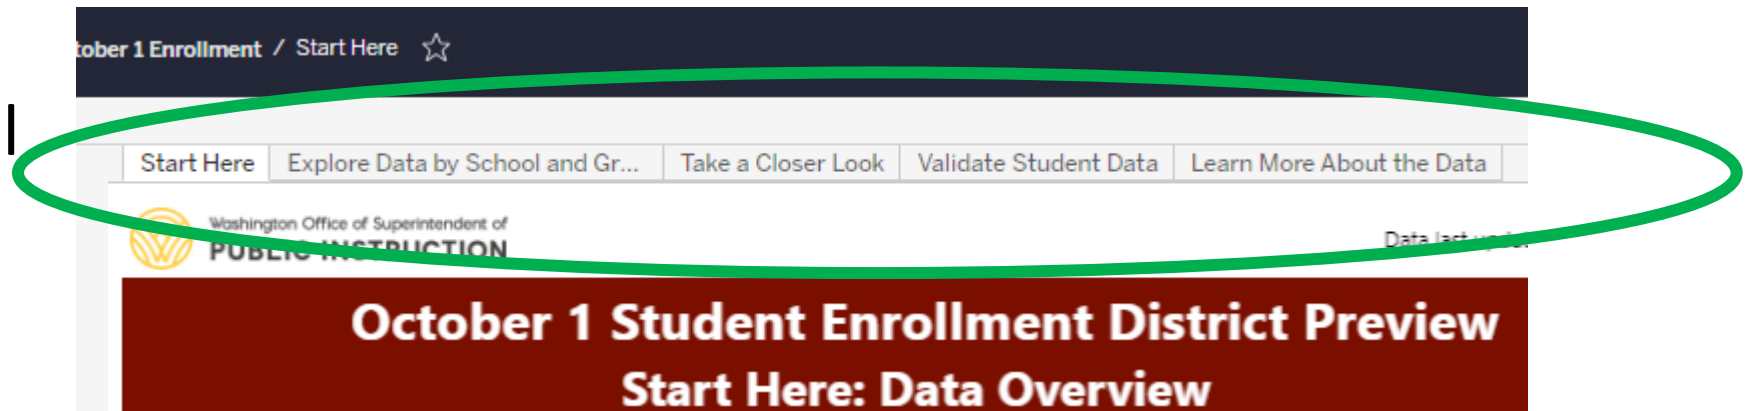 tober 1 Enrollment / Start Here
Start Here Explore Data by School and Gr... Take a Closer Look Validate Student Data Learn More About the Data
Washington Office of Superintendent of
PUBLIC INSTRUCTION
Data last
October 1 Student Enrollment District Preview
Start Here: Data Overview